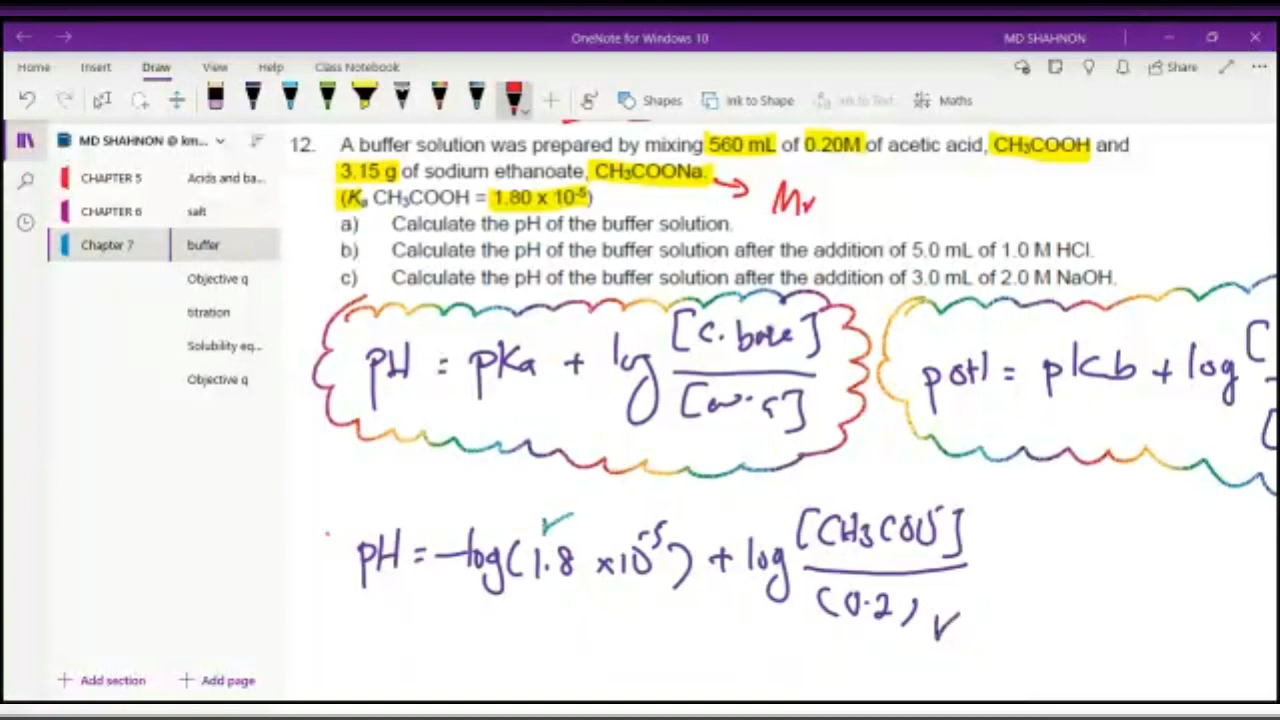 OneNote for Windows 10
MD SHAHNON
Home Insert Draw View Help Class Notebook
Share
Shapes Ink to Shape Ink to Text Maths
MD SHAHNON @ km...
CHAPTER 5 Acids and ba...
CHAPTER 6 salt
Chapter 7 buffer
Objective q
titration
Solubility eq...
Objective q
Add section Add page
12. A buffer solution was prepared by mixing 560 mL of 0.20M of acetic acid, CH₃COOH and
3.15 g of sodium ethanoate, CH₃COONa.
Mr
(Kₐ CH₃COOH = 1.80 x 10⁻⁵)
a) Calculate the pH of the buffer solution.
b) Calculate the pH of the buffer solution after the addition of 5.0 mL of 1.0 M HCl.
c) Calculate the pH of the buffer solution after the addition of 3.0 mL of 2.0 M NaOH.
pH = pKa + log [c. base]
pOH = pKb + log [
[
pH = -log(1.8 x10⁻⁵) + log [CH3COO⁻]
(0.2)